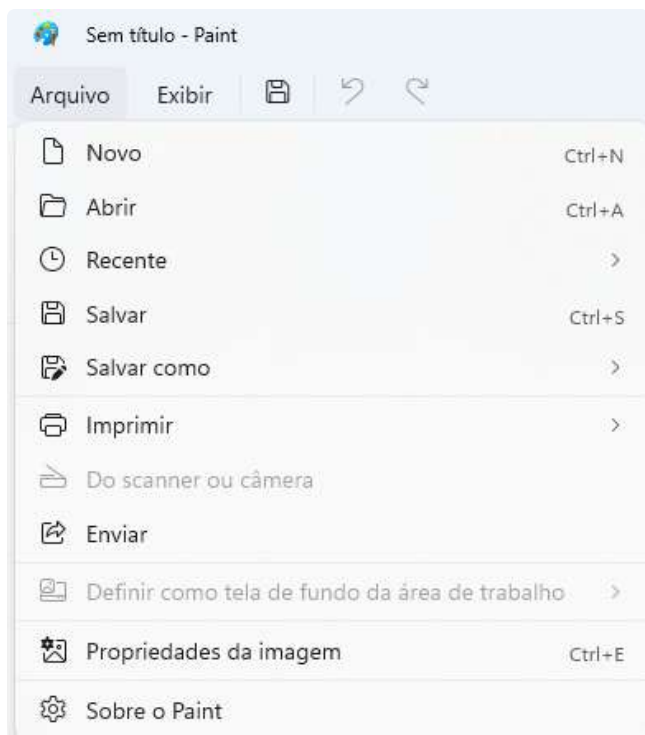 Sem título - Paint
Arquivo Exibir
Novo Ctrl+N
Abrir Ctrl+A
Recente
Salvar Ctrl+S
Salvar como
Imprimir
Do scanner ou câmera
Enviar
Definir como tela de fundo da área de trabalho
Propriedades da imagem Ctrl+E
Sobre o Paint